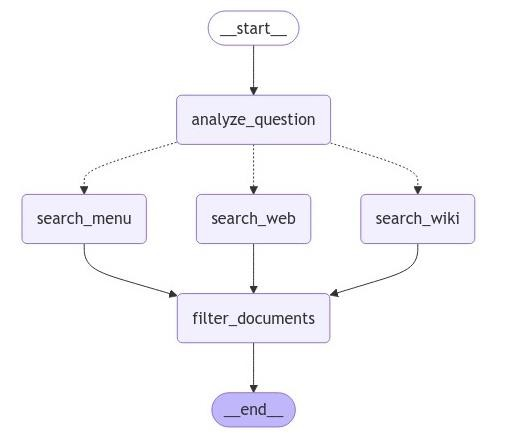 __start__
analyze_question
search_menu
search_web
search_wiki
filter_documents
__end__